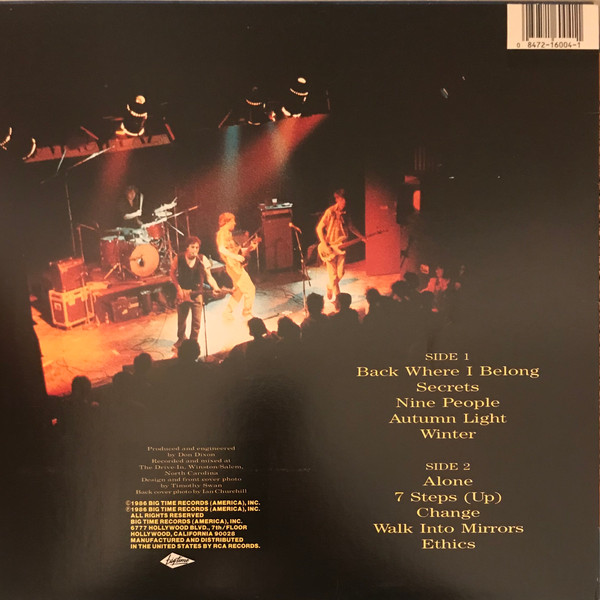 0 8472-16004-1
SIDE 1
Back Where I Belong
Secrets
Nine People
Autumn Light
Winter
SIDE 2
Alone
7 Steps (Up)
Change
Walk Into Mirrors
Ethics
Produced and engineered
by Don Dixon
Recorded and mixed at
The Drive-In, Winston-Salem,
North Carolina
Design and front cover photo
by Timothy Swan
Back cover photo by Ian Churchill
©1986 BIG TIME RECORDS (AMERICA), INC.
℗1986 BIG TIME RECORDS (AMERICA), INC.
ALL RIGHTS RESERVED
BIG TIME RECORDS (AMERICA), INC.
6777 HOLLYWOOD BLVD., 7th/FLOOR
HOLLYWOOD, CALIFORNIA 90028
MANUFACTURED AND DISTRIBUTED
IN THE UNITED STATES BY RCA RECORDS.
big time